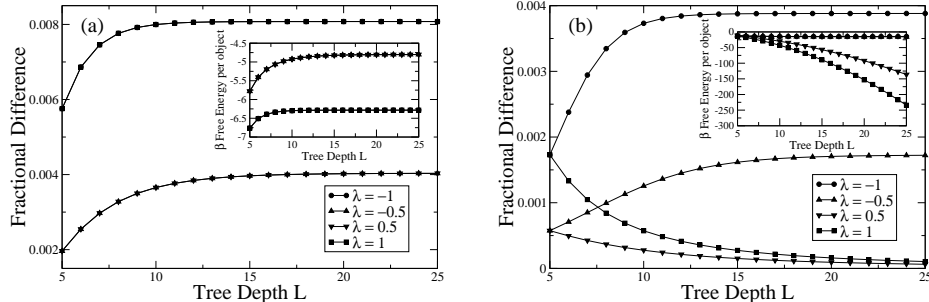 (a)
Fractional Difference
0.008
0.006
0.004
0.002
5 10 15 20 25
Tree Depth L
β Free Energy per object
-4.5
-5
-5.5
-6
-6.5
-7
5 10 15 20 25
Tree Depth L
λ = −1
λ = −0.5
λ = 0.5
λ = 1
(b)
Fractional Difference
0.004
0.003
0.002
0.001
0
5 10 15 20 25
Tree Depth L
β Free Energy per object
0
-50
-100
-150
-200
-250
-300
5 10 15 20 25
Tree Depth L
λ = −1
λ = −0.5
λ = 0.5
λ = 1